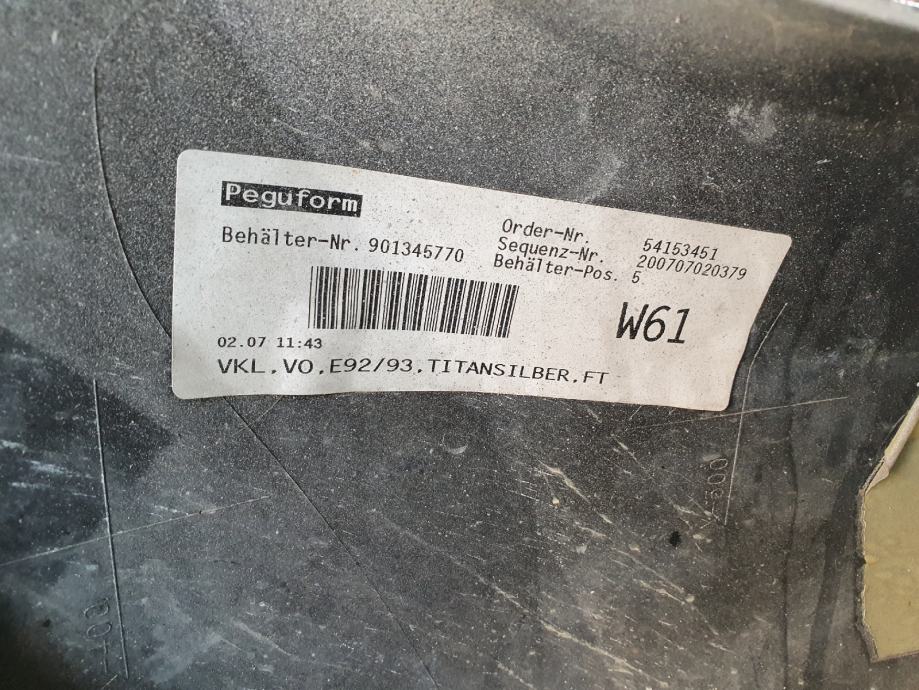 Peguform
Behälter-Nr. 901345770
Order-Nr. 54153451
Sequenz-Nr. 200707020379
Behälter-Pos. 5
W61
02.07 11:43
VKL.VO.E92/93.TITANSILBER.FT